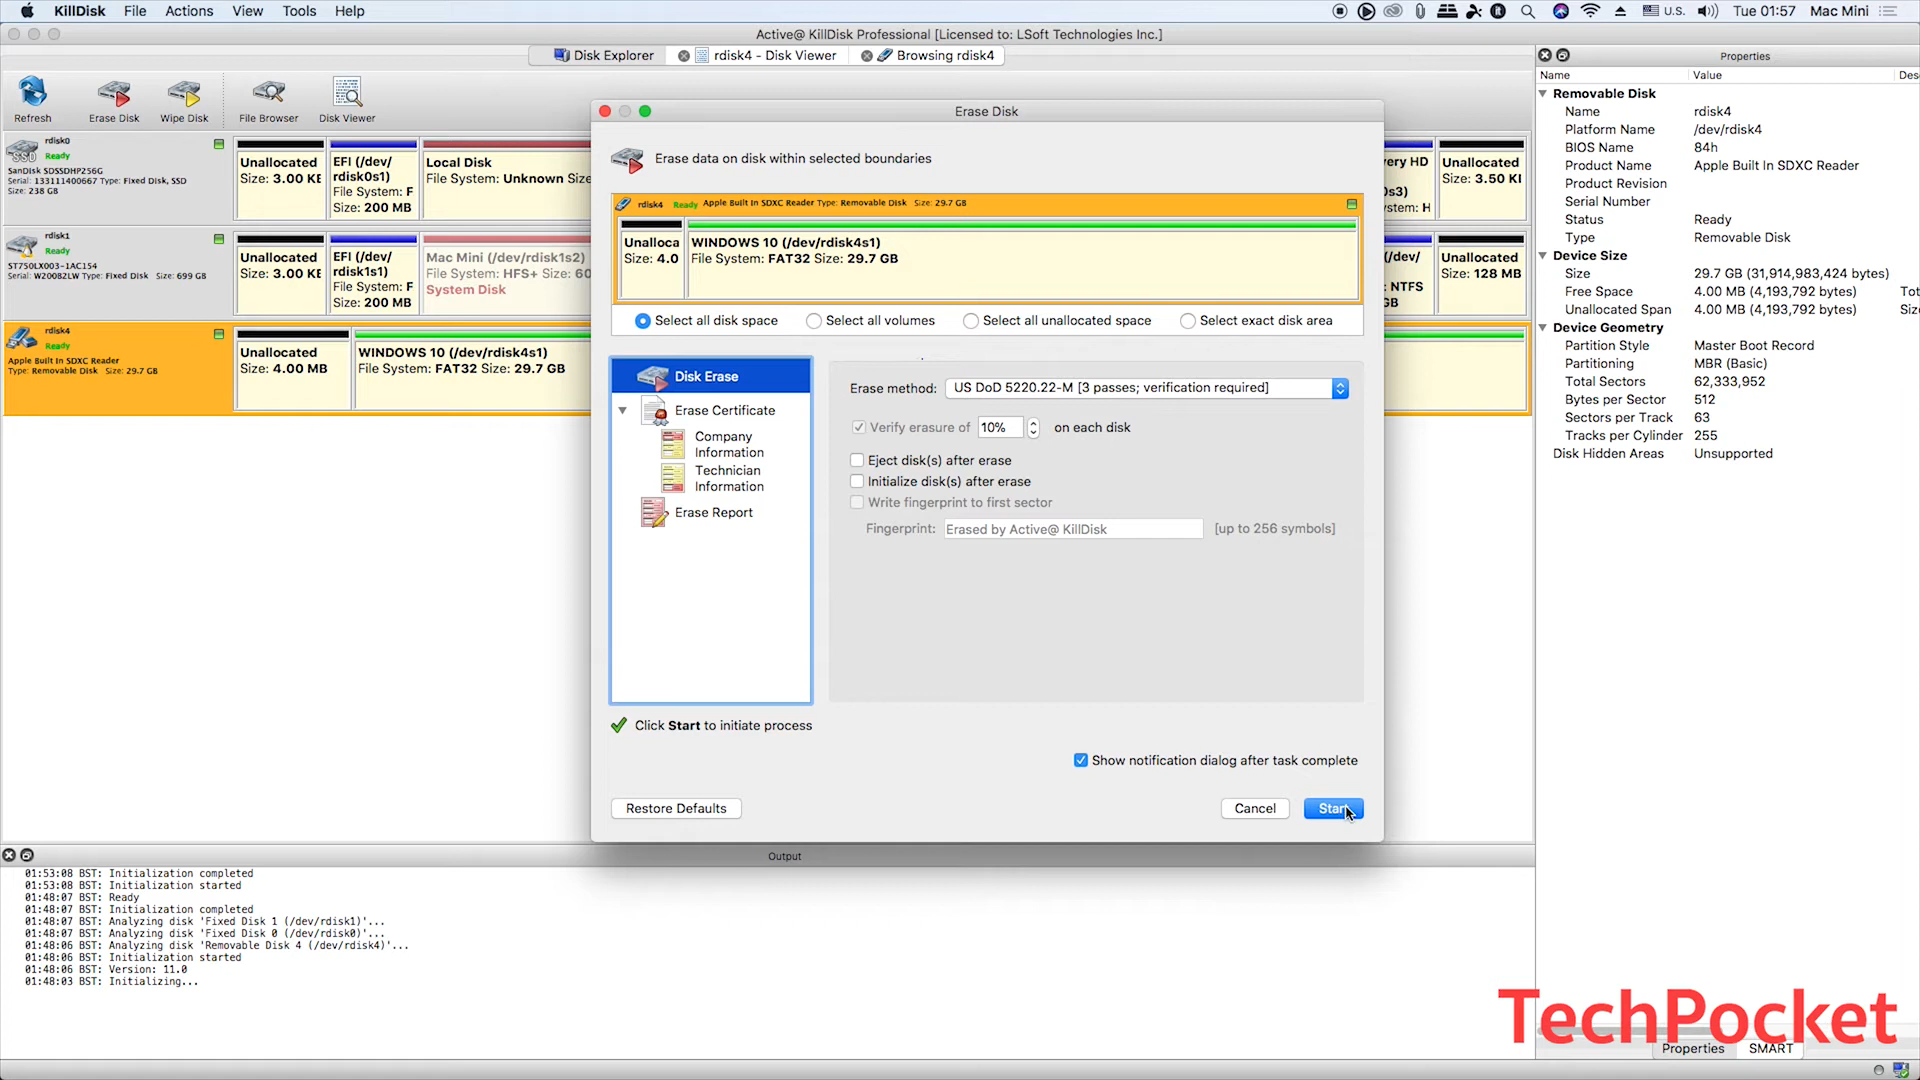 KillDisk File Actions View Tools Help
U.S. Tue 01:57 Mac Mini
Active@ KillDisk Professional [Licensed to: LSoft Technologies Inc.]
Disk Explorer rdisk4 - Disk Viewer Browsing rdisk4
Refresh Erase Disk Wipe Disk File Browser Disk Viewer
rdisk0
Ready
SSD
SanDisk SDSSDHP256G
Serial: 133111400667 Type: Fixed Disk, SSD
Size: 238 GB
Unallocated
Size: 3.00 KE
EFI (/dev/
rdisk0s1)
File System: F
Size: 200 MB
Local Disk
File System: Unknown Size
very HD
0s3)
m: H
Unallocated
Size: 3.50 KI
rdisk1
Ready
ST750LX003-1AC154
Serial: W20082LW Type: Fixed Disk Size: 699 GB
Unallocated
Size: 3.00 KE
EFI (/dev/
rdisk1s1)
File System: F
Size: 200 MB
Mac Mini (/dev/rdisk1s2)
File System: HFS+ Size: 60
System Disk
(/dev/
: NTFS
GB
Unallocated
Size: 128 MB
rdisk4
Ready
Apple Built In SDXC Reader
Type: Removable Disk Size: 29.7 GB
Unallocated
Size: 4.00 MB
WINDOWS 10 (/dev/rdisk4s1)
File System: FAT32 Size: 29.7 GB
Erase Disk
Erase data on disk within selected boundaries
rdisk4 Ready Apple Built In SDXC Reader Type: Removable Disk Size: 29.7 GB
Unalloca
Size: 4.0
WINDOWS 10 (/dev/rdisk4s1)
File System: FAT32 Size: 29.7 GB
Select all disk space Select all volumes Select all unallocated space Select exact disk area
Disk Erase
Erase Certificate
Company
Information
Technician
Information
Erase Report
Erase method: US DoD 5220.22-M [3 passes; verification required]
Verify erasure of 10% on each disk
Eject disk(s) after erase
Initialize disk(s) after erase
Write fingerprint to first sector
Fingerprint: Erased by Active@ KillDisk [up to 256 symbols]
Click Start to initiate process
Show notification dialog after task complete
Restore Defaults Cancel Start
Output
01:53:08 BST: Initialization completed
01:53:08 BST: Initialization started
01:48:07 BST: Ready
01:48:07 BST: Initialization completed
01:48:07 BST: Analyzing disk 'Fixed Disk 1 (/dev/rdisk1)'...
01:48:07 BST: Analyzing disk 'Fixed Disk 0 (/dev/rdisk0)'...
01:48:06 BST: Analyzing disk 'Removable Disk 4 (/dev/rdisk4)'...
01:48:06 BST: Initialization started
01:48:06 BST: Version: 11.0
01:48:03 BST: Initializing...
Properties
Name Value Desc
Removable Disk
Name rdisk4
Platform Name /dev/rdisk4
BIOS Name 84h
Product Name Apple Built In SDXC Reader
Product Revision
Serial Number
Status Ready
Type Removable Disk
Device Size
Size 29.7 GB (31,914,983,424 bytes)
Free Space 4.00 MB (4,193,792 bytes) Tot
Unallocated Span 4.00 MB (4,193,792 bytes) Size
Device Geometry
Partition Style Master Boot Record
Partitioning MBR (Basic)
Total Sectors 62,333,952
Bytes per Sector 512
Sectors per Track 63
Tracks per Cylinder 255
Disk Hidden Areas Unsupported
TechPocket
Properties SMART